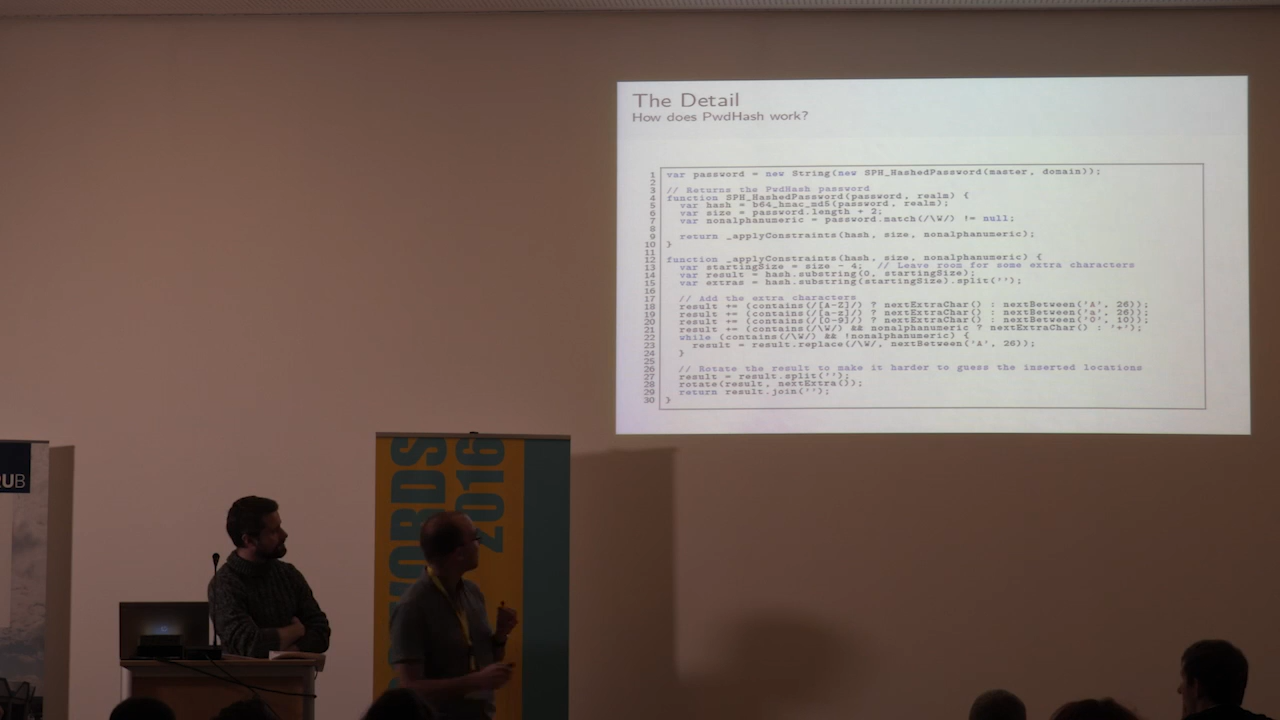 The Detail
How does PwdHash work?
1 var password = new String(new SPH_HashedPassword(master, domain));
2
3 // Returns the PwdHash password
4 function SPH_HashedPassword(password, realm) {
5 var hash = b64_hmac_md5(password, realm);
6 var size = password.length + 2;
7 var nonalphanumeric = password.match(/\W/) != null;
8
9 return _applyConstraints(hash, size, nonalphanumeric);
10 }
11
12 function _applyConstraints(hash, size, nonalphanumeric) {
13 var startingSize = size - 4; // Leave room for some extra characters
14 var result = hash.substring(0, startingSize);
15 var extras = hash.substring(startingSize).split('');
16
17 // Add the extra characters
18 result += (contains(/[A-Z]/) ? nextExtraChar() : nextBetween('A', 26));
19 result += (contains(/[a-z]/) ? nextExtraChar() : nextBetween('a', 26));
20 result += (contains(/[0-9]/) ? nextExtraChar() : nextBetween('0', 10));
21 result += (contains(/\W/) && nonalphanumeric ? nextExtraChar() : '+');
22 while (contains(/\W/) && !nonalphanumeric) {
23 result = result.replace(/\W/, nextBetween('A', 26));
24 }
25
26 // Rotate the result to make it harder to guess the inserted locations
27 result = result.split('');
28 rotate(result, nextExtra());
29 return result.join('');
30 }
WORDS
2016
RUB